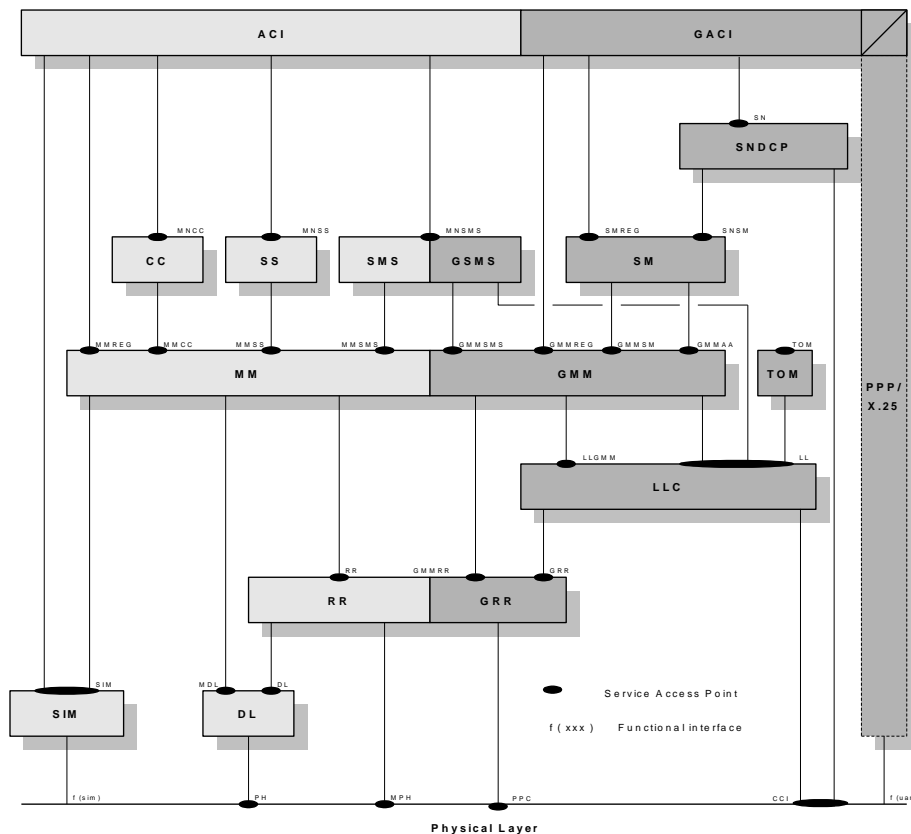 ACI
GACI
SN
SNDCP
MNCC
MNSS
MNSMS
SMREG
SNSM
CC
SS
SMS
GSMS
SM
MMREG
MMCC
MMSS
MMSMS
GMMSMS
GMMREG
GMMSM
GMMAA
TOM
MM
GMM
TOM
PPP/
X.25
LLGMM
LL
LLC
RR
GMMRR
GRR
RR
GRR
SIM
MDL
DL
SIM
DL
Service Access Point
f(xxx) Functional interface
f(sim)
PH
MPH
PPC
CCI
Physical Layer